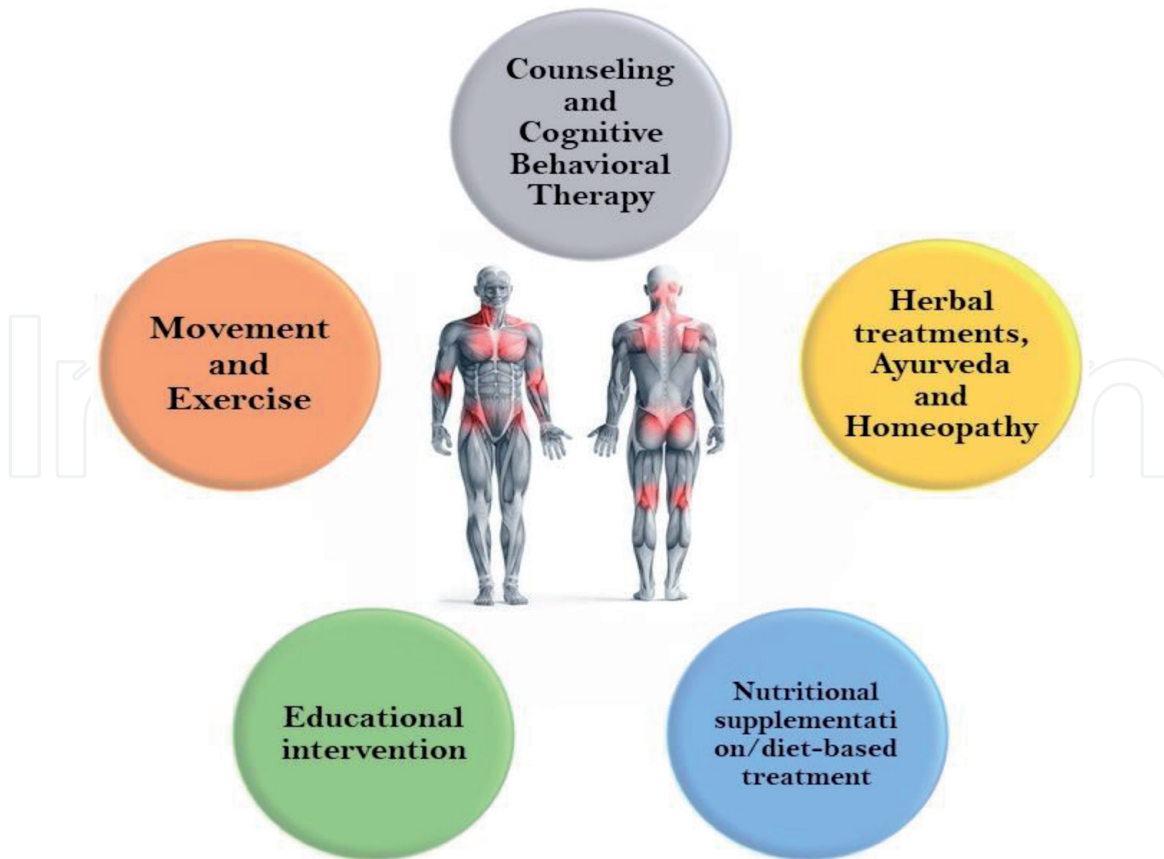 Counseling
and
Cognitive
Behavioral
Therapy
Movement
and
Exercise
Herbal
treatments,
Ayurveda
and
Homeopathy
Educational
intervention
Nutritional
supplementati
on/diet-based
treatment